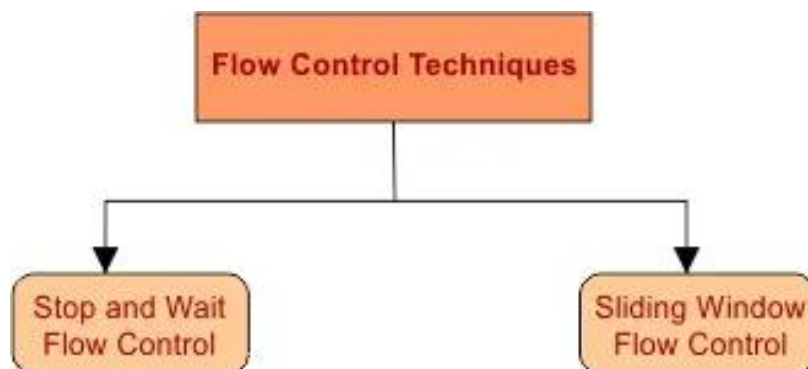 Flow Control Techniques
Stop and Wait
Flow Control
Sliding Window
Flow Control